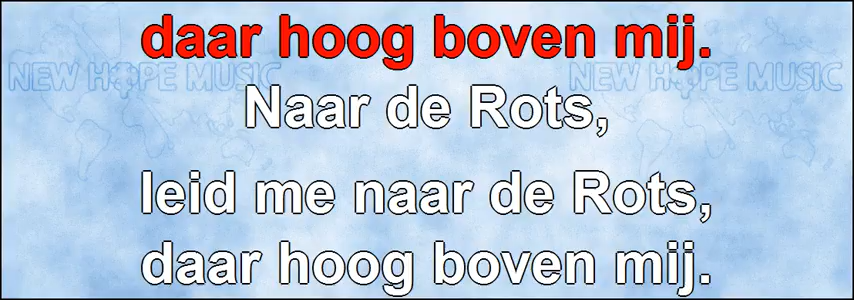 daar hoog boven mij.
NEW HOPE MUSIC NEW HOPE MUSIC
Naar de Rots,
leid me naar de Rots,
daar hoog boven mij.